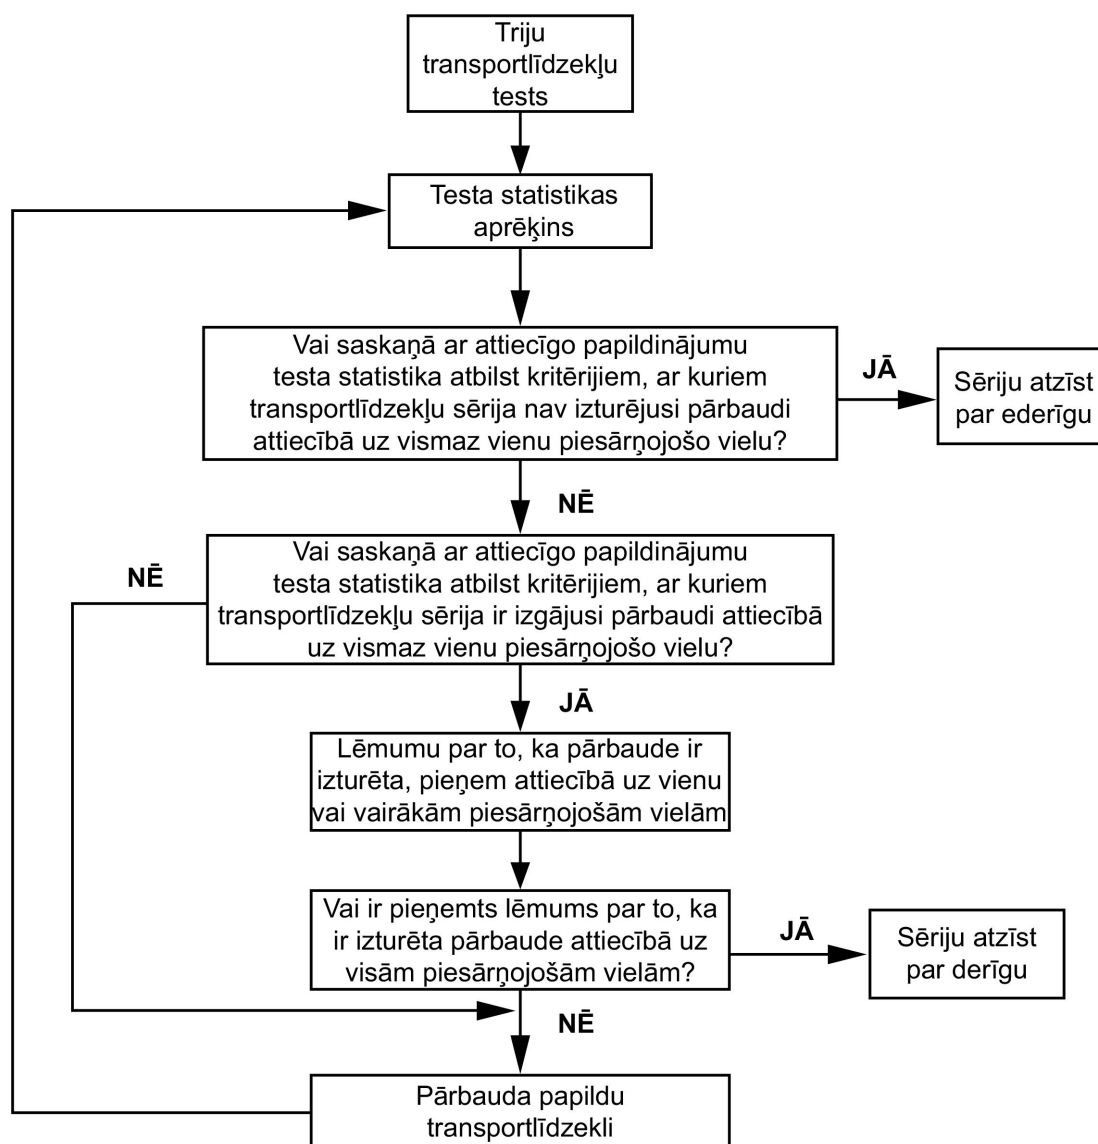 Triju
transportlīdzekļu
tests
Testa statistikas
aprēķins
Vai saskaņā ar attiecīgo papildinājumu
testa statistika atbilst kritērijiem, ar kuriem
transportlīdzekļu sērija nav izturējusi pārbaudi
attiecībā uz vismaz vienu piesārņojošo vielu?
JĀ
Sēriju atzīst
par ederīgu
NĒ
Vai saskaņā ar attiecīgo papildinājumu
testa statistika atbilst kritērijiem, ar kuriem
transportlīdzekļu sērija ir izgājusi pārbaudi attiecībā
uz vismaz vienu piesārņojošo vielu?
NĒ
JĀ
Lēmumu par to, ka pārbaude ir
izturēta, pieņem attiecībā uz vienu
vai vairākām piesārņojošām vielām
Vai ir pieņemts lēmums par to, ka
ir izturēta pārbaude attiecībā uz
visām piesārņojošām vielām?
JĀ
Sēriju atzīst
par derīgu
NĒ
Pārbauda papildu
transportlīdzekli